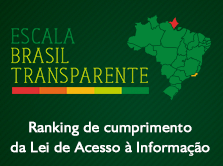 ESCALA
BRASIL
TRANSPARENTE
Ranking de cumprimento
da Lei de Acesso à Informação